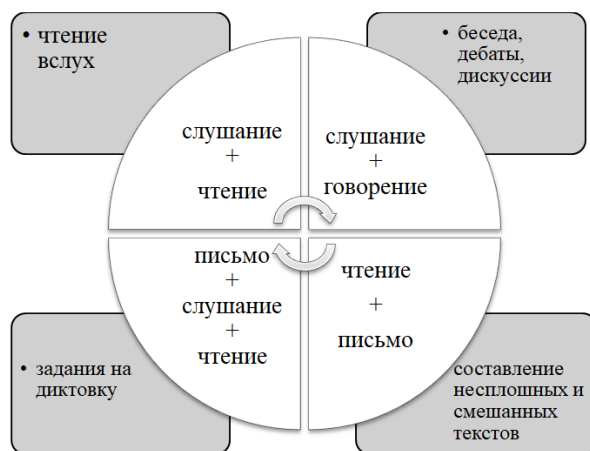 • чтение
вслух
• беседа,
дебаты,
дискуссии
слушание
+
чтение
слушание
+
говорение
письмо
+
слушание
+
чтение
чтение
+
письмо
• задания на
диктовку
составление
несплошных и
смешанных
текстов